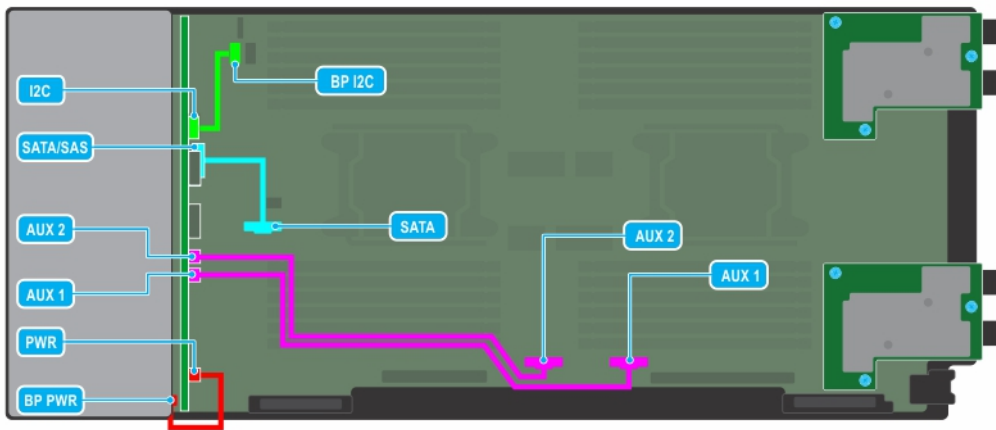 I2C
BP I2C
SATA/SAS
AUX 2
SATA
AUX 2
AUX 1
AUX 1
PWR
BP PWR